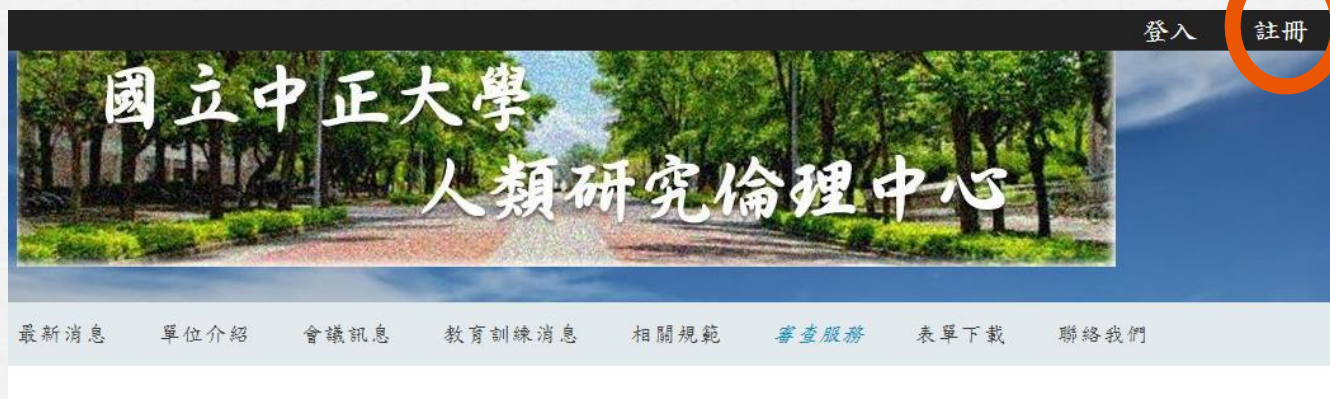 登入 註冊
國立中正大學
人類研究倫理中心
最新消息 單位介紹 會議訊息 教育訓練消息 相關規範 審查服務 表單下載 聯絡我們